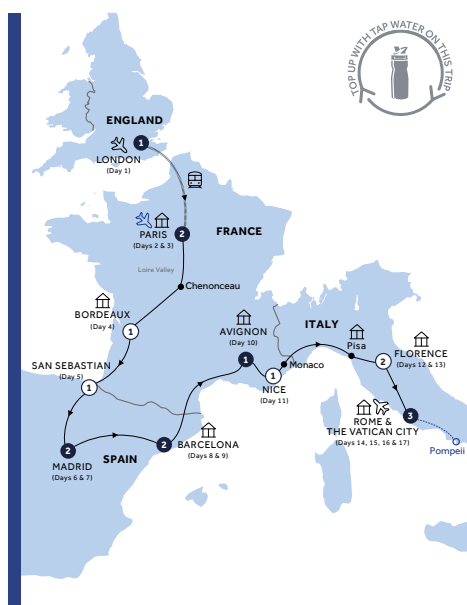 TOP UP WITH TAP WATER ON THIS TRIP
ENGLAND
1
LONDON
(Day 1)
2
PARIS
(Days 2 & 3)
FRANCE
Loire Valley
Chenonceau
BORDEAUX
(Day 4)
1
AVIGNON
(Day 10)
1
ITALY
Pisa
Monaco
FLORENCE
(Days 12 & 13)
2
SAN SEBASTIAN
(Day 5)
1
1
NICE
(Day 11)
3
ROME &
THE VATICAN CITY
(Days 14, 15, 16 & 17)
Pompeii
2
MADRID
(Days 6 & 7)
SPAIN
2
BARCELONA
(Days 8 & 9)